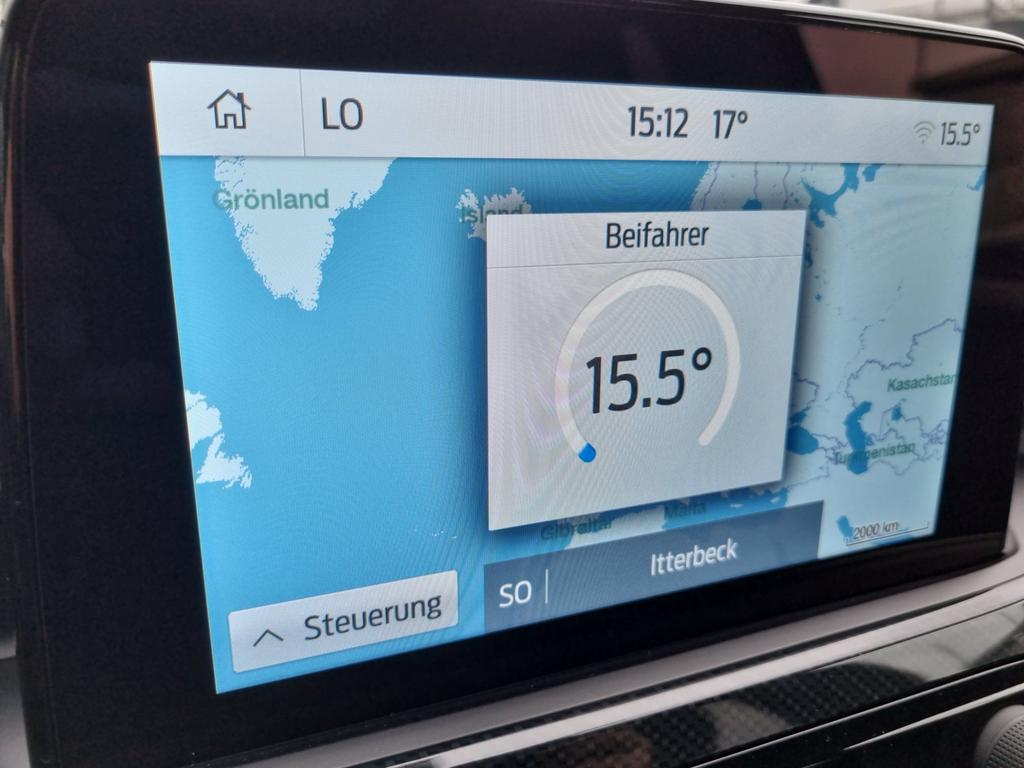 LO
15:12 17°
15.5°
Grönland
Island
Beifahrer
15.5°
Kasachstan
Turkmenistan
Gibraltar
Malta
2000 km
SO
Itterbeck
Steuerung